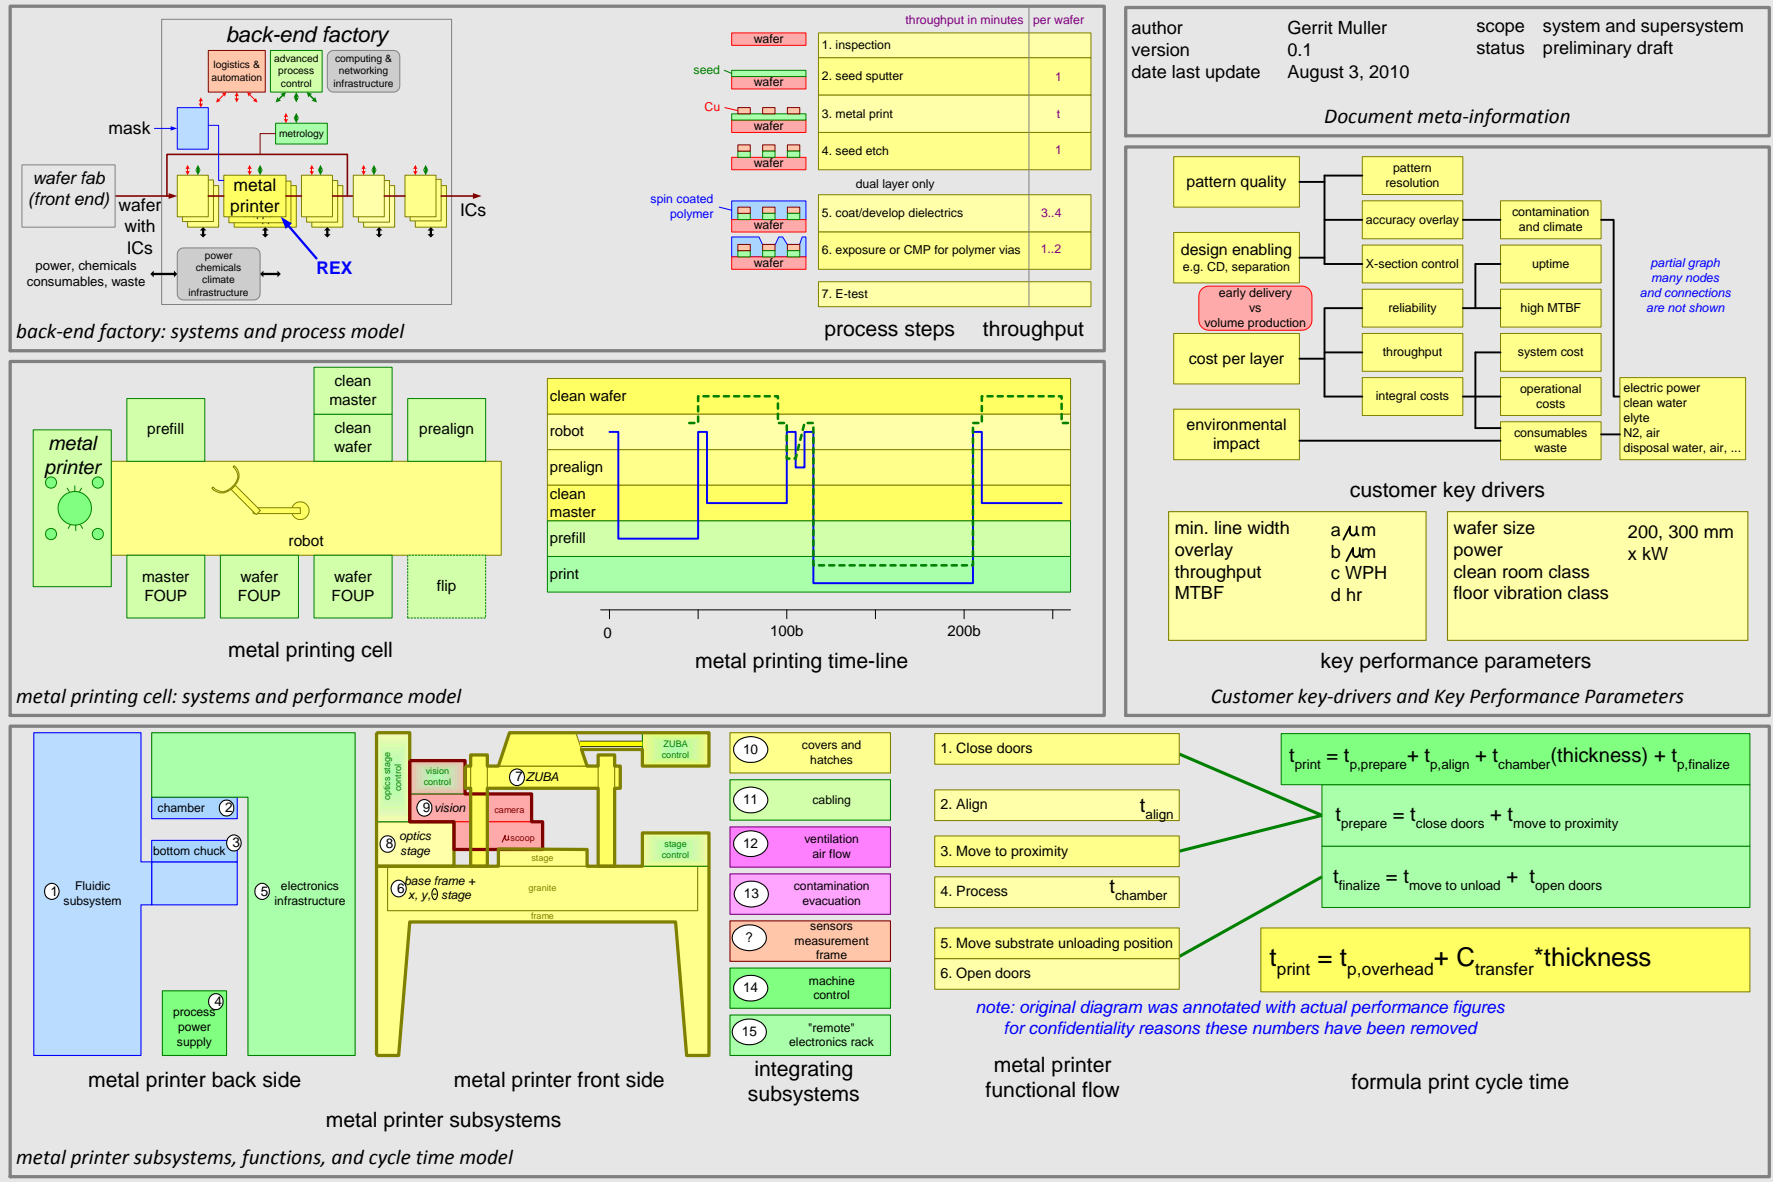 back-end factory
logistics &
automation
advanced
process
control
computing &
networking
infrastructure
mask
metrology
wafer fab
(front end)
metal
printer
wafer
with
ICs
ICs
power, chemicals
consumables, waste
power
chemicals
climate
infrastructure
REX
back-end factory: systems and process model
throughput in minutes
per wafer
wafer
1. inspection
seed
wafer
2. seed sputter
1
Cu
wafer
3. metal print
t
wafer
4. seed etch
1
dual layer only
spin coated
polymer
wafer
5. coat/develop dielectrics
3..4
wafer
6. exposure or CMP for polymer vias
1..2
7. E-test
process steps
throughput
author Gerrit Muller
version 0.1
date last update August 3, 2010
scope system and supersystem
status preliminary draft
Document meta-information
pattern quality
pattern
resolution
accuracy overlay
contamination
and climate
design enabling
e.g. CD, separation
X-section control
uptime
early delivery
vs
volume production
reliability
high MTBF
partial graph
many nodes
and connections
are not shown
cost per layer
throughput
system cost
integral costs
operational
costs
environmental
impact
consumables
waste
electric power
clean water
elyte
N2, air
disposal water, air, ...
customer key drivers
min. line width a μm
overlay b μm
throughput c WPH
MTBF d hr
wafer size 200, 300 mm
power x kW
clean room class
floor vibration class
key performance parameters
Customer key-drivers and Key Performance Parameters
metal
printer
prefill
clean
master
clean
wafer
prealign
robot
master
FOUP
wafer
FOUP
wafer
FOUP
flip
metal printing cell
clean wafer
robot
prealign
clean
master
prefill
print
0
100b
200b
metal printing time-line
metal printing cell: systems and performance model
chamber 2
bottom chuck 3
1 Fluidic
subsystem
5 electronics
infrastructure
4
process
power
supply
metal printer back side
optics stage
control
vision
control
ZUBA
control
7 ZUBA
9 vision
camera
μscoop
8 optics
stage
stage
stage
control
6 base frame +
x, y,θ stage
granite
frame
metal printer front side
metal printer subsystems
10 covers and
hatches
11 cabling
12 ventilation
air flow
13 contamination
evacuation
? sensors
measurement
frame
14 machine
control
15 "remote"
electronics rack
integrating
subsystems
1. Close doors
2. Align t align
3. Move to proximity
4. Process t chamber
5. Move substrate unloading position
6. Open doors
metal printer
functional flow
t print = t p,prepare + t p,align + t chamber (thickness) + t p,finalize
t prepare = t close doors + t move to proximity
t finalize = t move to unload + t open doors
t print = t p,overhead + C transfer *thickness
note: original diagram was annotated with actual performance figures
for confidentiality reasons these numbers have been removed
formula print cycle time
metal printer subsystems, functions, and cycle time model